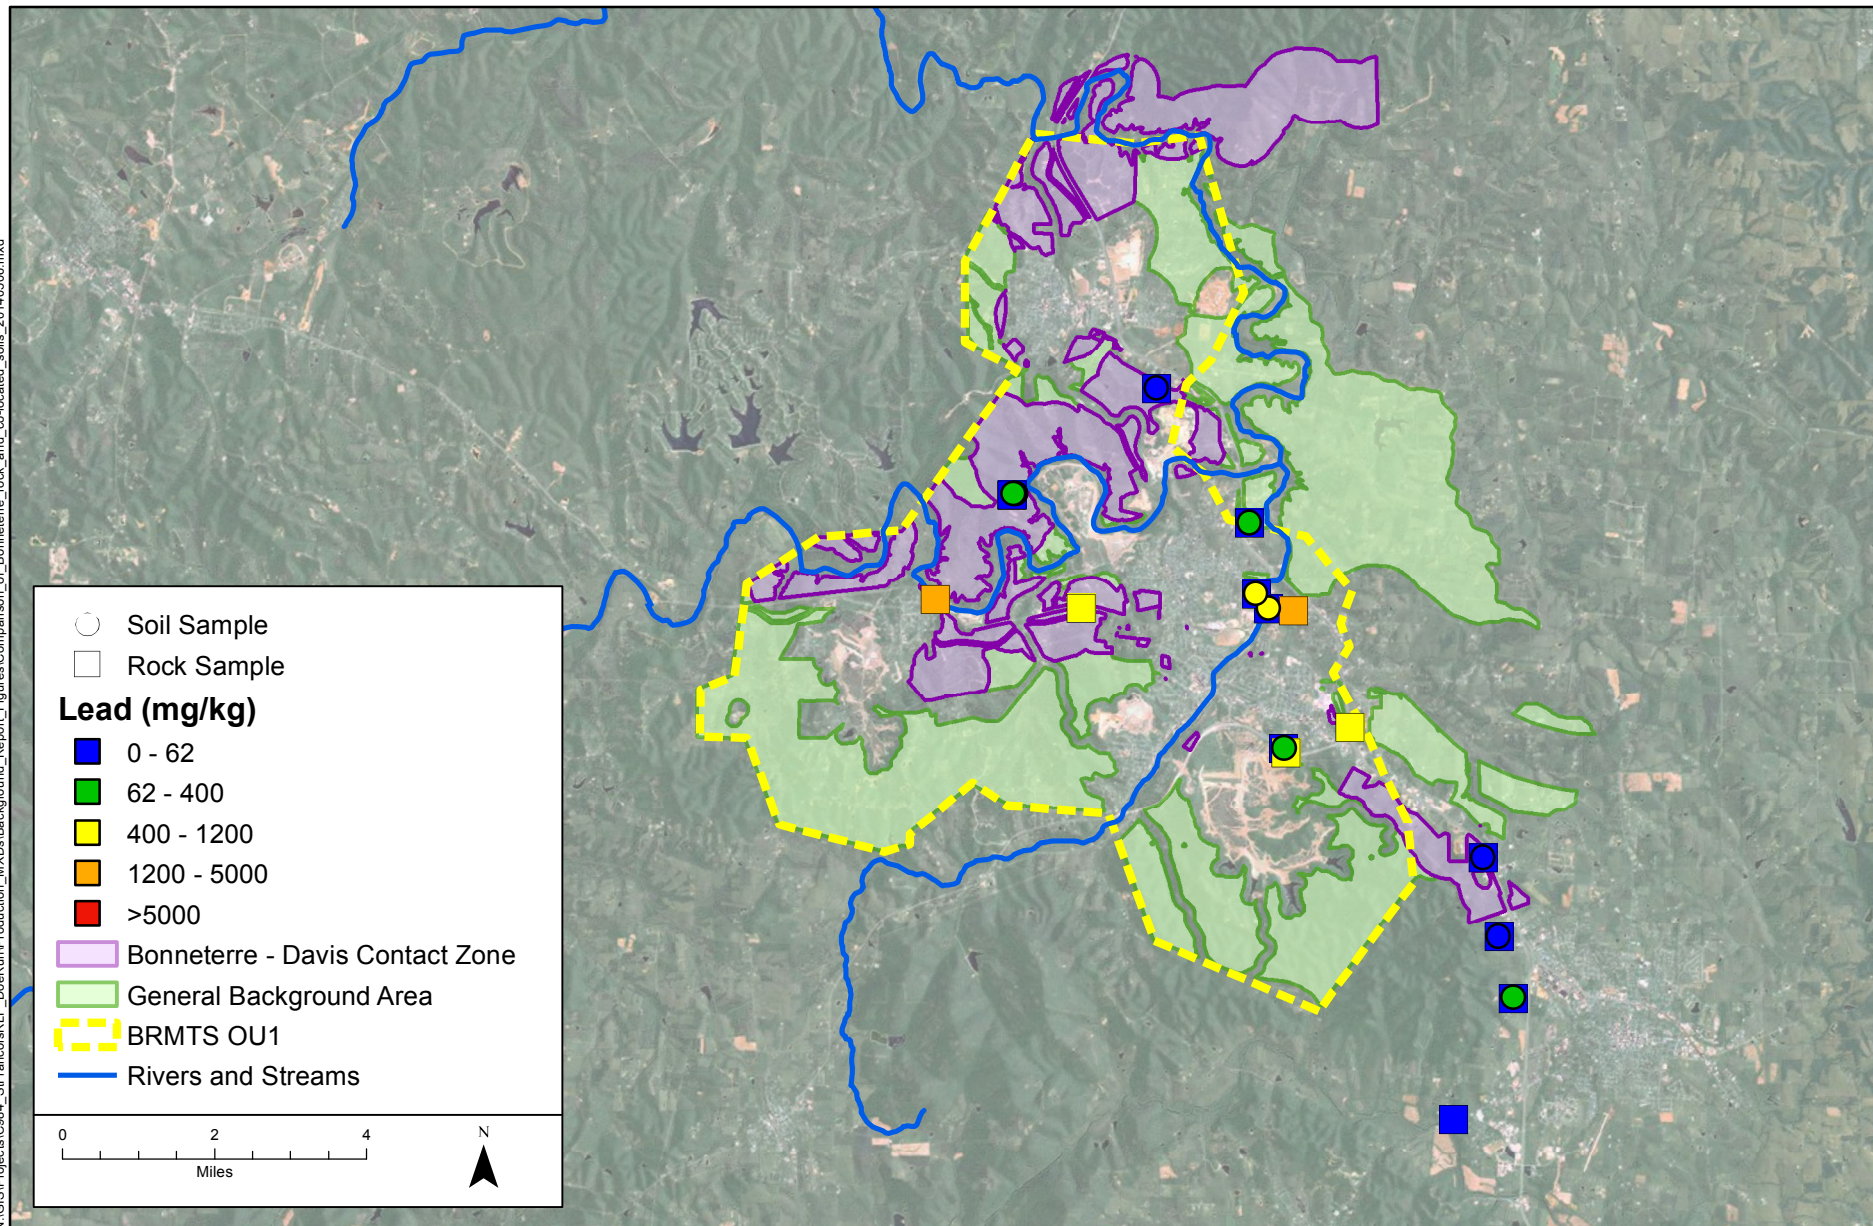 Soil Sample
Rock Sample
Lead (mg/kg)
0 - 62
62 - 400
400 - 1200
1200 - 5000
>5000
Bonneterre - Davis Contact Zone
General Background Area
BRMTS OU1
Rivers and Streams
0 2 4
Miles
N